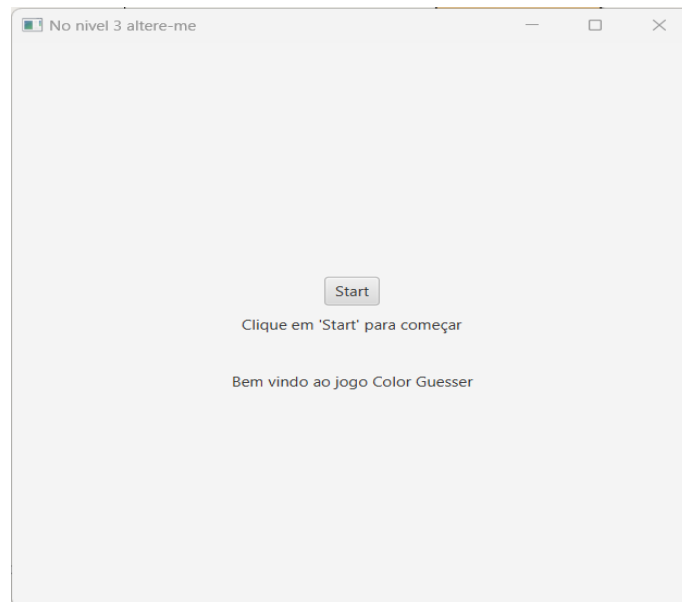 No nivel 3 altere-me
Start
Clique em 'Start' para começar
Bem vindo ao jogo Color Guesser